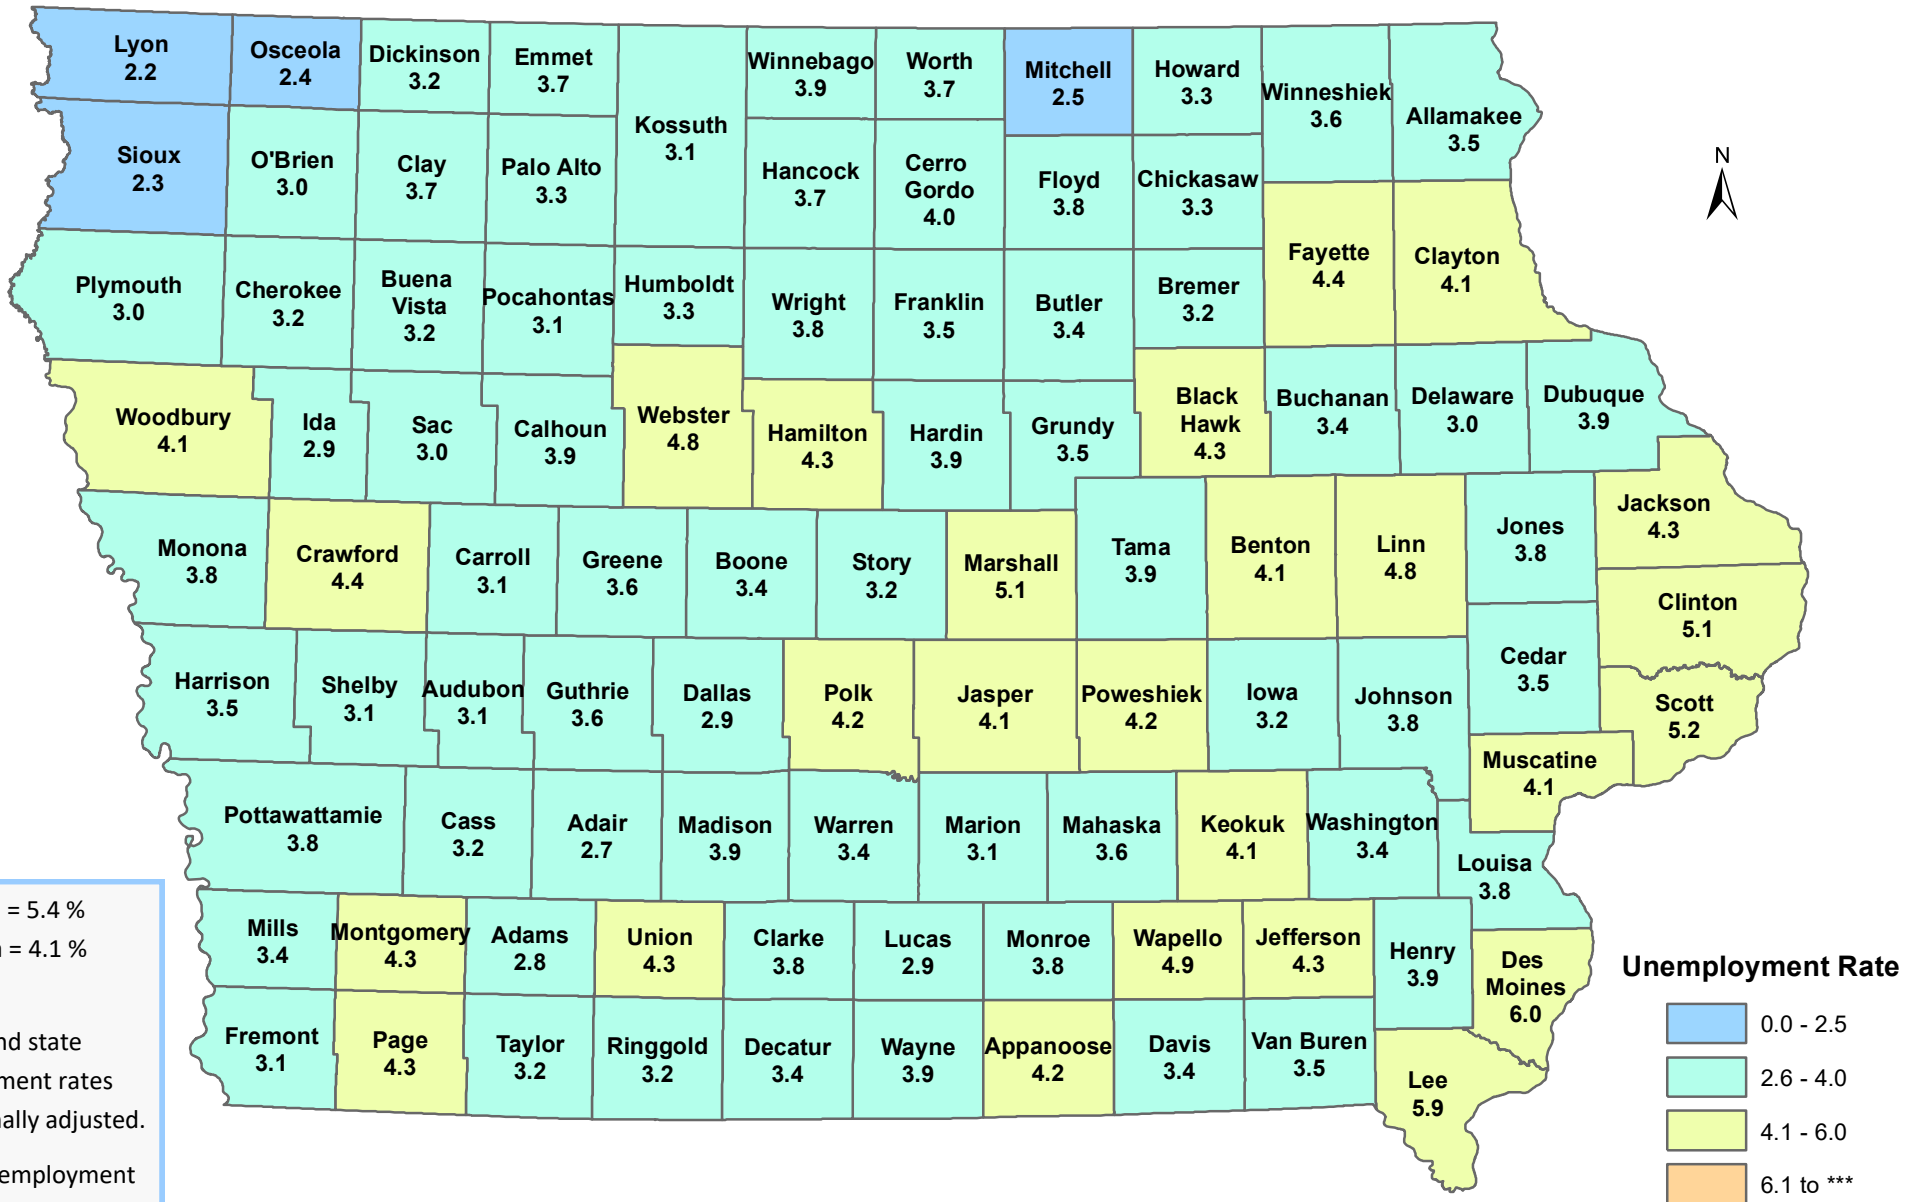 Lyon
2.2
Osceola
2.4
Dickinson
3.2
Emmet
3.7
Kossuth
3.1
Winnebago
3.9
Worth
3.7
Mitchell
2.5
Howard
3.3
Winneshiek
3.6
Allamakee
3.5
Sioux
2.3
O'Brien
3.0
Clay
3.7
Palo Alto
3.3
Hancock
3.7
Cerro
Gordo
4.0
Floyd
3.8
Chickasaw
3.3
N
Plymouth
3.0
Cherokee
3.2
Buena
Vista
3.2
Pocahontas
3.1
Humboldt
3.3
Wright
3.8
Franklin
3.5
Butler
3.4
Bremer
3.2
Fayette
4.4
Clayton
4.1
Woodbury
4.1
Ida
2.9
Sac
3.0
Calhoun
3.9
Webster
4.8
Hamilton
4.3
Hardin
3.9
Grundy
3.5
Black
Hawk
4.3
Buchanan
3.4
Delaware
3.0
Dubuque
3.9
Monona
3.8
Crawford
4.4
Carroll
3.1
Greene
3.6
Boone
3.4
Story
3.2
Marshall
5.1
Tama
3.9
Benton
4.1
Linn
4.8
Jones
3.8
Jackson
4.3
Clinton
5.1
Harrison
3.5
Shelby
3.1
Audubon
3.1
Guthrie
3.6
Dallas
2.9
Polk
4.2
Jasper
4.1
Poweshiek
4.2
Iowa
3.2
Johnson
3.8
Cedar
3.5
Scott
5.2
Muscatine
4.1
Pottawattamie
3.8
Cass
3.2
Adair
2.7
Madison
3.9
Warren
3.4
Marion
3.1
Mahaska
3.6
Keokuk
4.1
Washington
3.4
Louisa
3.8
Mills
3.4
Montgomery
4.3
Adams
2.8
Union
4.3
Clarke
3.8
Lucas
2.9
Monroe
3.8
Wapello
4.9
Jefferson
4.3
Henry
3.9
Des
Moines
6.0
Fremont
3.1
Page
4.3
Taylor
3.2
Ringgold
3.2
Decatur
3.4
Wayne
3.9
Appanoose
4.2
Davis
3.4
Van Buren
3.5
Lee
5.9
= 5.4 %
= 4.1 %
state
rates
adjusted.
Unemployment Rate
0.0 - 2.5
2.6 - 4.0
4.1 - 6.0
6.1 to ***